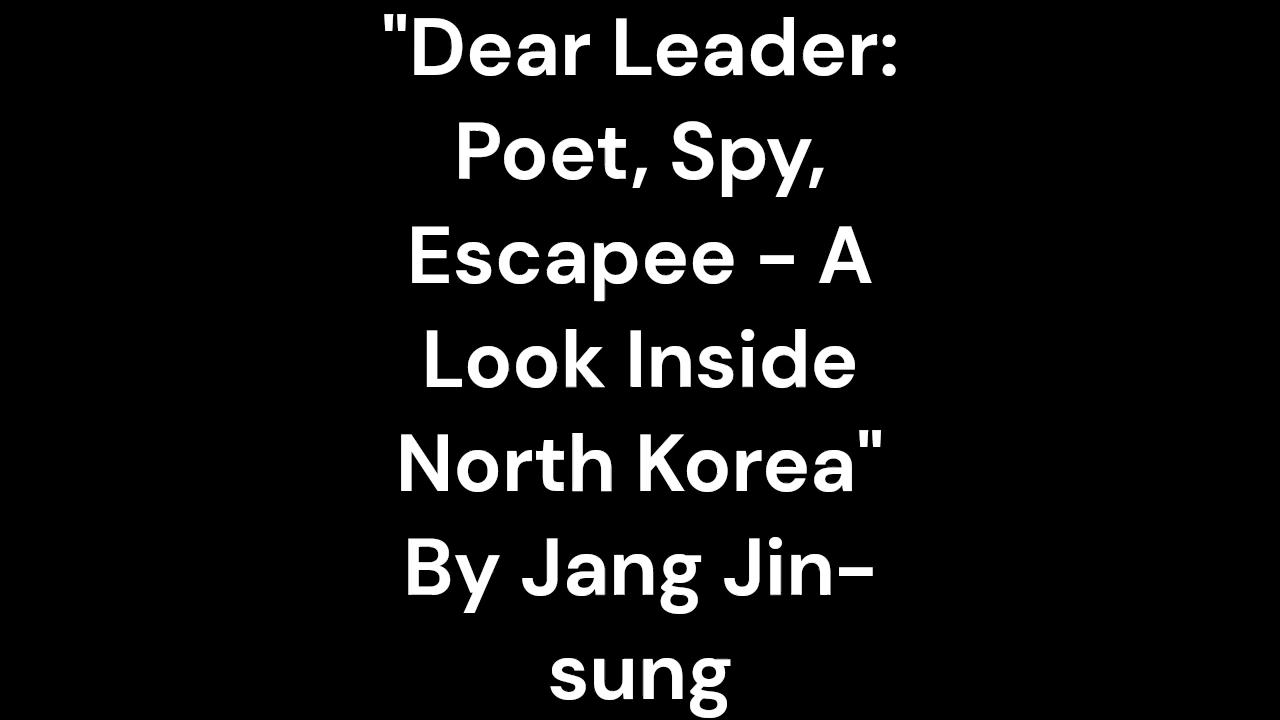 "Dear Leader:
Poet, Spy,
Escapee - A
Look Inside
North Korea"
By Jang Jin-
sung